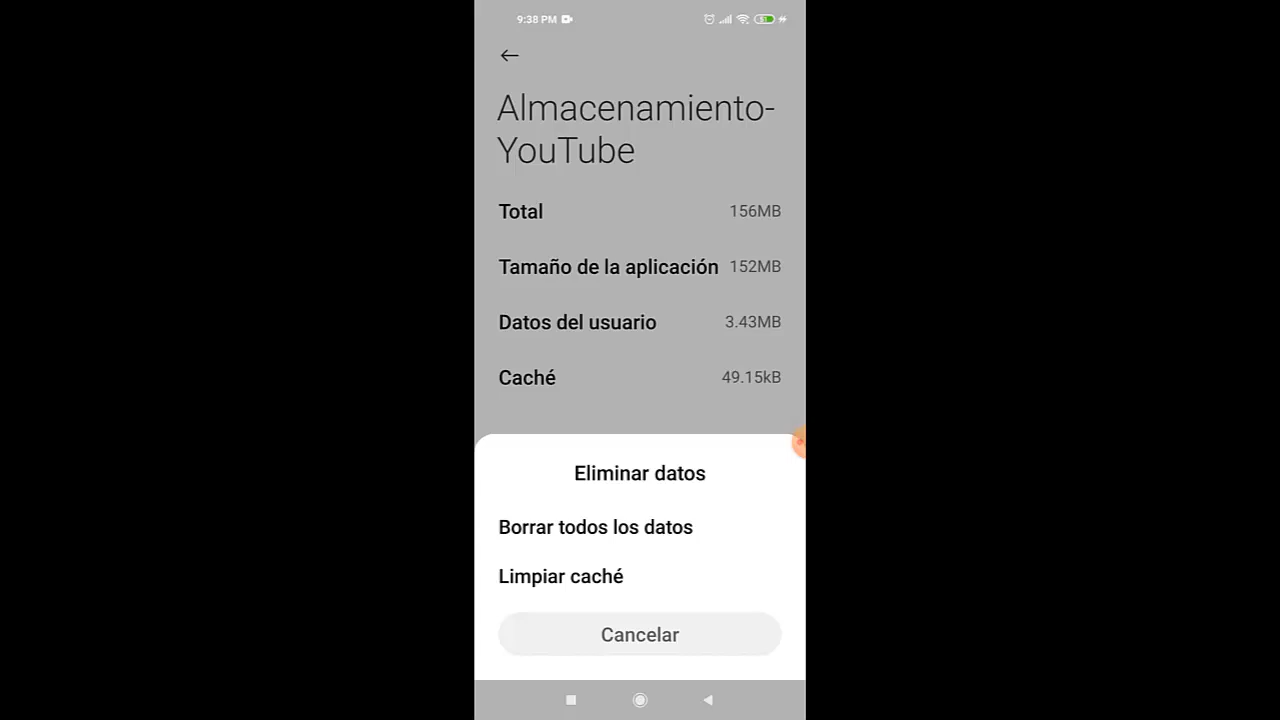 9:38 PM
51
Almacenamiento-
YouTube
Total 156MB
Tamaño de la aplicación 152MB
Datos del usuario 3.43MB
Caché 49.15kB
Eliminar datos
Borrar todos los datos
Limpiar caché
Cancelar